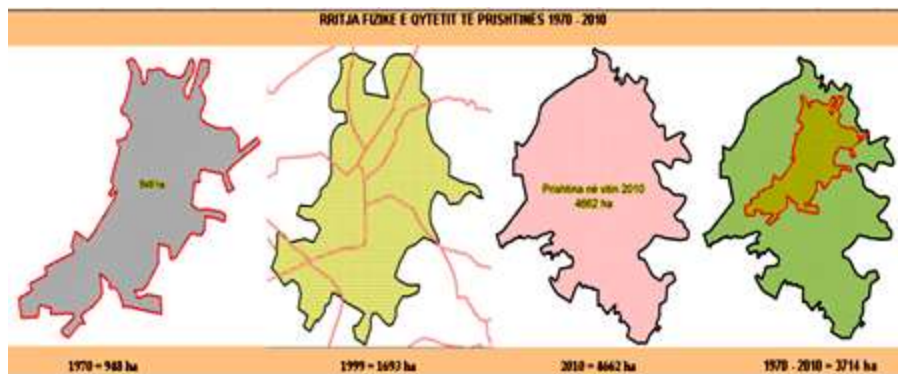 RRITJA FIZIKE E QYTETIT TË PRISHTINËS 1970 - 2010
948 ha
Prishtina në vitin 2010
4662 ha
1970 = 948 ha
1999 = 1693 ha
2010 = 4662 ha
1970 - 2010 = 3714 ha